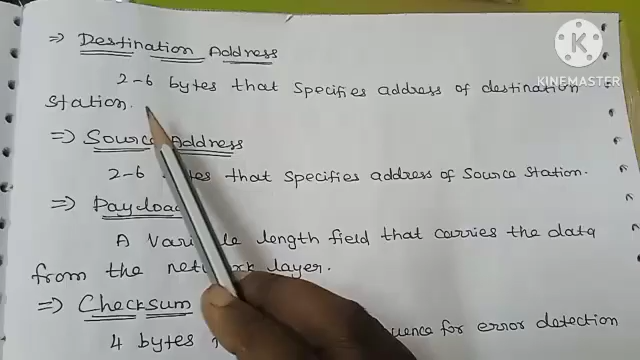 ⇒ Destination Address
2-6 bytes that specifies address of destination
station.
⇒ Source Address
2-6 that specifies address of source station.
⇒ Payload
A variable length field that carries the data
from the network layer.
⇒ Checksum
4 bytes for error detection
KINEMASTER